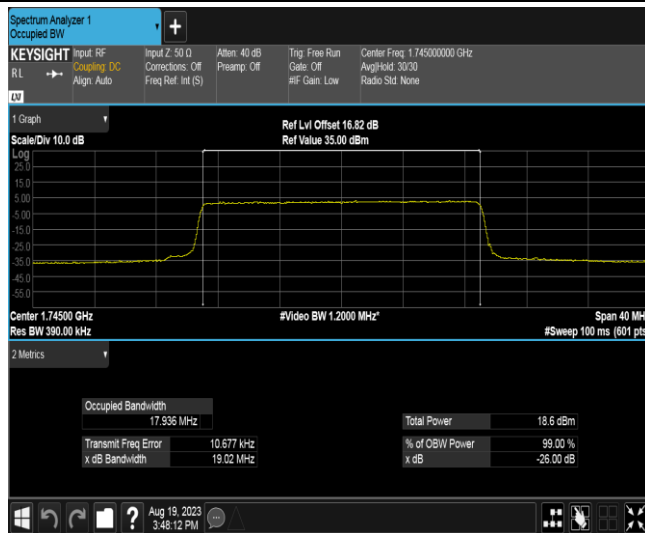 Spectrum Analyzer 1
Occupied BW
+
KEYSIGHT
RL
Input: RF
Coupling: DC
Align: Auto
Input Z: 50 Ω
Corrections: Off
Freq Ref: Int (S)
Atten: 40 dB
Preamp: Off
Trig: Free Run
Gate: Off
#IF Gain: Low
Center Freq: 1.745000000 GHz
Avg|Hold: 30/30
Radio Std: None
1 Graph
Scale/Div 10.0 dB
Ref Lvl Offset 16.82 dB
Ref Value 35.00 dBm
Log
25.0
15.0
5.00
-5.00
-15.0
-25.0
-35.0
-45.0
-55.0
Center 1.74500 GHz
Res BW 390.00 kHz
#Video BW 1.2000 MHz*
Span 40 MH
#Sweep 100 ms (601 pts
2 Metrics
Occupied Bandwidth
17.936 MHz
Transmit Freq Error 10.677 kHz
x dB Bandwidth 19.02 MHz
Total Power 18.6 dBm
% of OBW Power 99.00 %
x dB -26.00 dB
?
Aug 19, 2023
3:48:12 PM